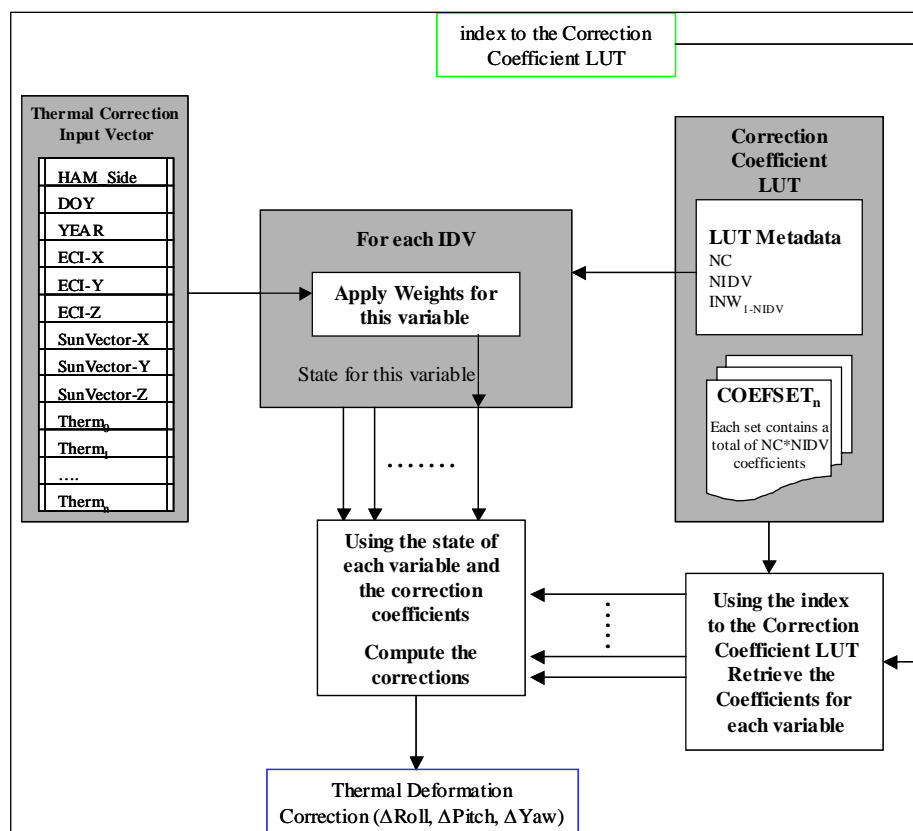 index to the Correction
Coefficient LUT
Thermal Correction
Input Vector
HAM_Side
DOY
YEAR
ECI-X
ECI-Y
ECI-Z
SunVector-X
SunVector-Y
SunVector-Z
Therm0
Therm1
….
Thermn
For each IDV
Apply Weights for
this variable
State for this variable
Correction
Coefficient
LUT
LUT Metadata
NC
NIDV
INW1-NIDV
COEFSETn
Each set contains a
total of NC*NIDV
coefficients
Using the state of
each variable and
the correction
coefficients
Compute the
corrections
Using the index
to the Correction
Coefficient LUT
Retrieve the
Coefficients for
each variable
Thermal Deformation
Correction (ΔRoll, ΔPitch, ΔYaw)